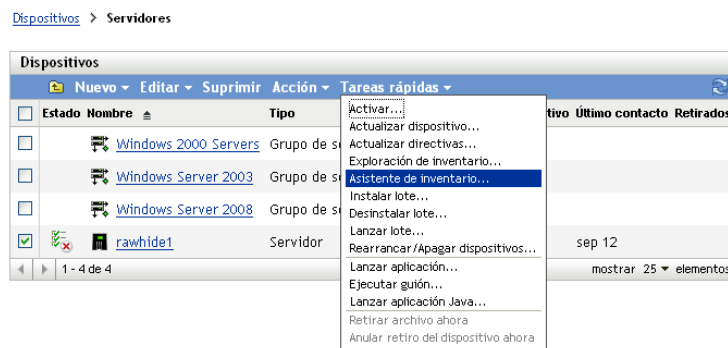 Dispositivos > Servidores
Dispositivos
Nuevo Editar Suprimir Acción Tareas rápidas
Estado Nombre Tipo tivo Último contacto Retirados
Windows 2000 Servers Grupo de s
Windows Server 2003 Grupo de s
Windows Server 2008 Grupo de s
rawhide1 Servidor sep 12
1 - 4 de 4 mostrar 25 elementos
Activar...
Actualizar dispositivo...
Actualizar directivas...
Exploración de inventario...
Asistente de inventario...
Instalar lote...
Desinstalar lote...
Lanzar lote...
Rearrancar/Apagar dispositivos...
Lanzar aplicación...
Ejecutar guión...
Lanzar aplicación Java...
Retirar archivo ahora
Anular retiro del dispositivo ahora